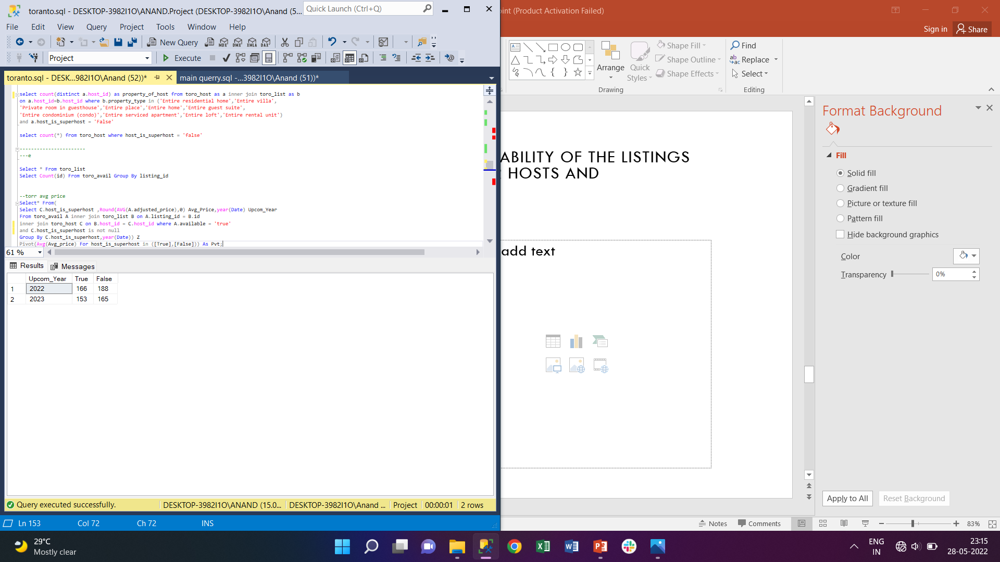 toranto.sql - DESKTOP-3982I1O\ANAND.Project (DESKTOP-3982I1O\Anand (5...
Quick Launch (Ctrl+Q)
File Edit View Query Project Tools Window Help
New Query
MDX DMX XMLA DAX
Project
Execute
toranto.sql - DESK...982I1O\Anand (52))*
main querry.sql -...3982I1O\Anand (51))*
select count(distinct a.host_id) as property_of_host from toro_host as a inner join toro_list as b
on a.host_id=b.host_id where b.property_type in ('Entire residential home','Entire villa',
'Private room in guesthouse','Entire place','Entire home','Entire guest suite',
'Entire condominium (condo)','Entire serviced apartment','Entire loft','Entire rental unit')
and a.host_is_superhost = 'False'
select count(*) from toro_host where host_is_superhost = 'false'
-----------------------
---e
Select * From toro_list
Select Count(id) From toro_avail Group By listing_id
--torr avg price
Select* From(
Select C.host_is_superhost ,Round(AVG(A.adjusted_price),0) Avg_Price,year(Date) Upcom_Year
From toro_avail A inner join toro_list B on A.listing_id = B.id
inner join toro_host C on B.host_id = C.host_id where A.available = 'true'
and C.host_is_superhost is not null
Group By C.host_is_superhost,year(Date)) Z
Pivot(Avg(Avg_price) For host_is_superhost in ([True],[False])) As Pvt;
61 %
Results Messages
Upcom_Year True False
1 2022 166 188
2 2023 153 165
Query executed successfully.
DESKTOP-3982I1O\ANAND (15.0...
DESKTOP-3982I1O\Anand ...
Project
00:00:01
2 rows
Ln 153 Col 72 Ch 72 INS
oint (Product Activation Failed)
Sign in
Share
Arrange
Quick
Styles
Shape Fill
Shape Outline
Shape Effects
Drawing
Find
Replace
Select
Editing
ABILITY OF THE LISTINGS
HOSTS AND
add text
Format Background
Fill
Solid fill
Gradient fill
Picture or texture fill
Pattern fill
Hide background graphics
Color
Transparency
0%
Apply to All
Reset Background
Notes
Comments
83%
29°C
Mostly clear
ENG
IN
23:15
28-05-2022